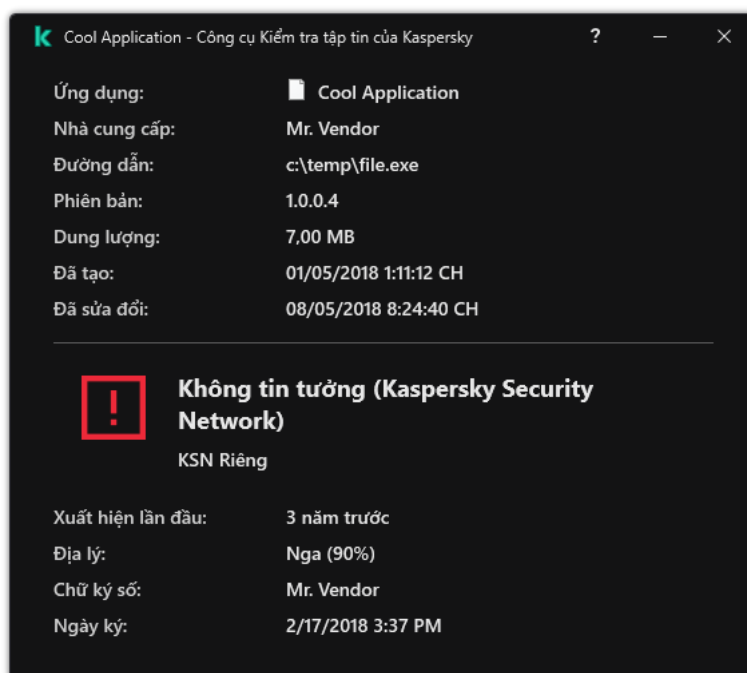 Cool Application - Công cụ Kiểm tra tập tin của Kaspersky ?
Ứng dụng: Cool Application
Nhà cung cấp: Mr. Vendor
Đường dẫn: c:\temp\file.exe
Phiên bản: 1.0.0.4
Dung lượng: 7,00 MB
Đã tạo: 01/05/2018 1:11:12 CH
Đã sửa đổi: 08/05/2018 8:24:40 CH
Không tin tưởng (Kaspersky Security
Network)
KSN Riêng
Xuất hiện lần đầu: 3 năm trước
Địa lý: Nga (90%)
Chữ ký số: Mr. Vendor
Ngày ký: 2/17/2018 3:37 PM